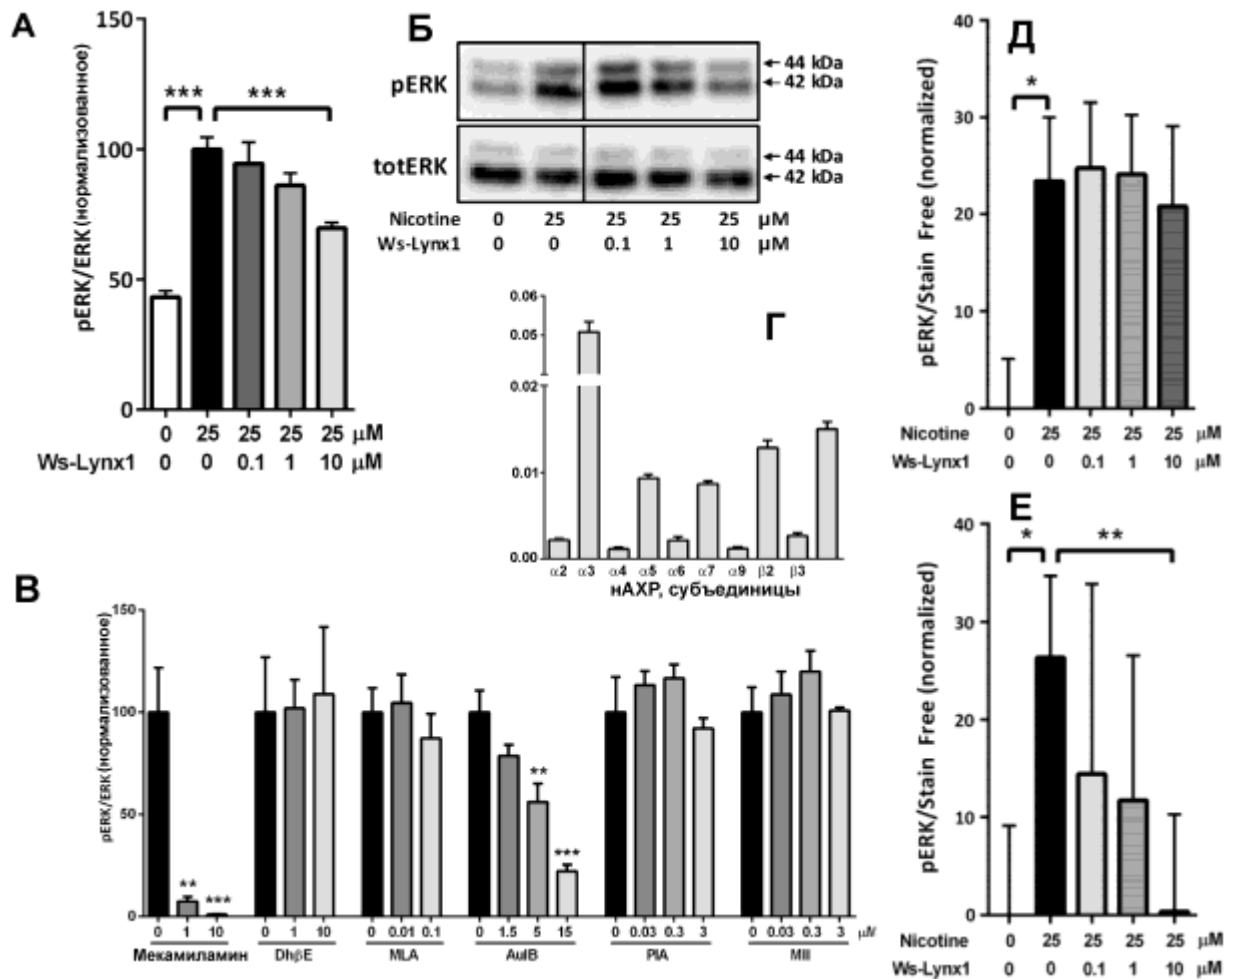 А
pERK/ERK (нормализованное)
150
100
50
0
***
***
0
25
25
25
25
μM
Ws-Lynx1
0
0
0.1
1
10
μM
Б
pERK
44 kDa
42 kDa
totERK
44 kDa
42 kDa
Nicotine
0
25
25
25
25
μM
Ws-Lynx1
0
0
0.1
1
10
μM
Г
0.06
0.05
0.02
0.01
0.00
α2
α3
α4
α5
α6
α7
α9
β2
β3
нАХР, субъединицы
Д
pERK/Stain Free (normalized)
40
30
20
10
0
*
Nicotine
0
25
25
25
25
μM
Ws-Lynx1
0
0
0.1
1
10
μM
В
pERK/ERK (нормализованное)
150
100
50
0
**
***
**
***
0
1
10
0
1
10
0
0.01
0.1
0
1.5
5
15
0
0.03
0.3
3
0
0.03
0.3
3
μM
Мекамиламин
DhβE
MLA
AuIB
PIA
MII
Е
pERK/Stain Free (normalized)
40
30
20
10
0
*
**
Nicotine
0
25
25
25
25
μM
Ws-Lynx1
0
0
0.1
1
10
μM